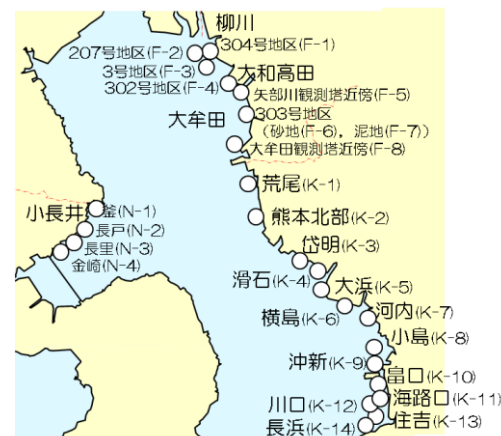 柳川
304号地区(F-1)
207号地区(F-2)
3号地区(F-3)
大和高田
302号地区(F-4)
矢部川観測塔近傍(F-5)
303号地区
(砂地(F-6),泥地(F-7))
大牟田
大牟田観測塔近傍(F-8)
荒尾(K-1)
小長井
釜(N-1)
熊本北部(K-2)
長戸(N-2)
長里(N-3)
金崎(N-4)
岱明(K-3)
滑石(K-4)
大浜(K-5)
横島(K-6)
河内(K-7)
小島(K-8)
沖新(K-9)
畠口(K-10)
海路口(K-11)
川口(K-12)
住吉(K-13)
長浜(K-14)